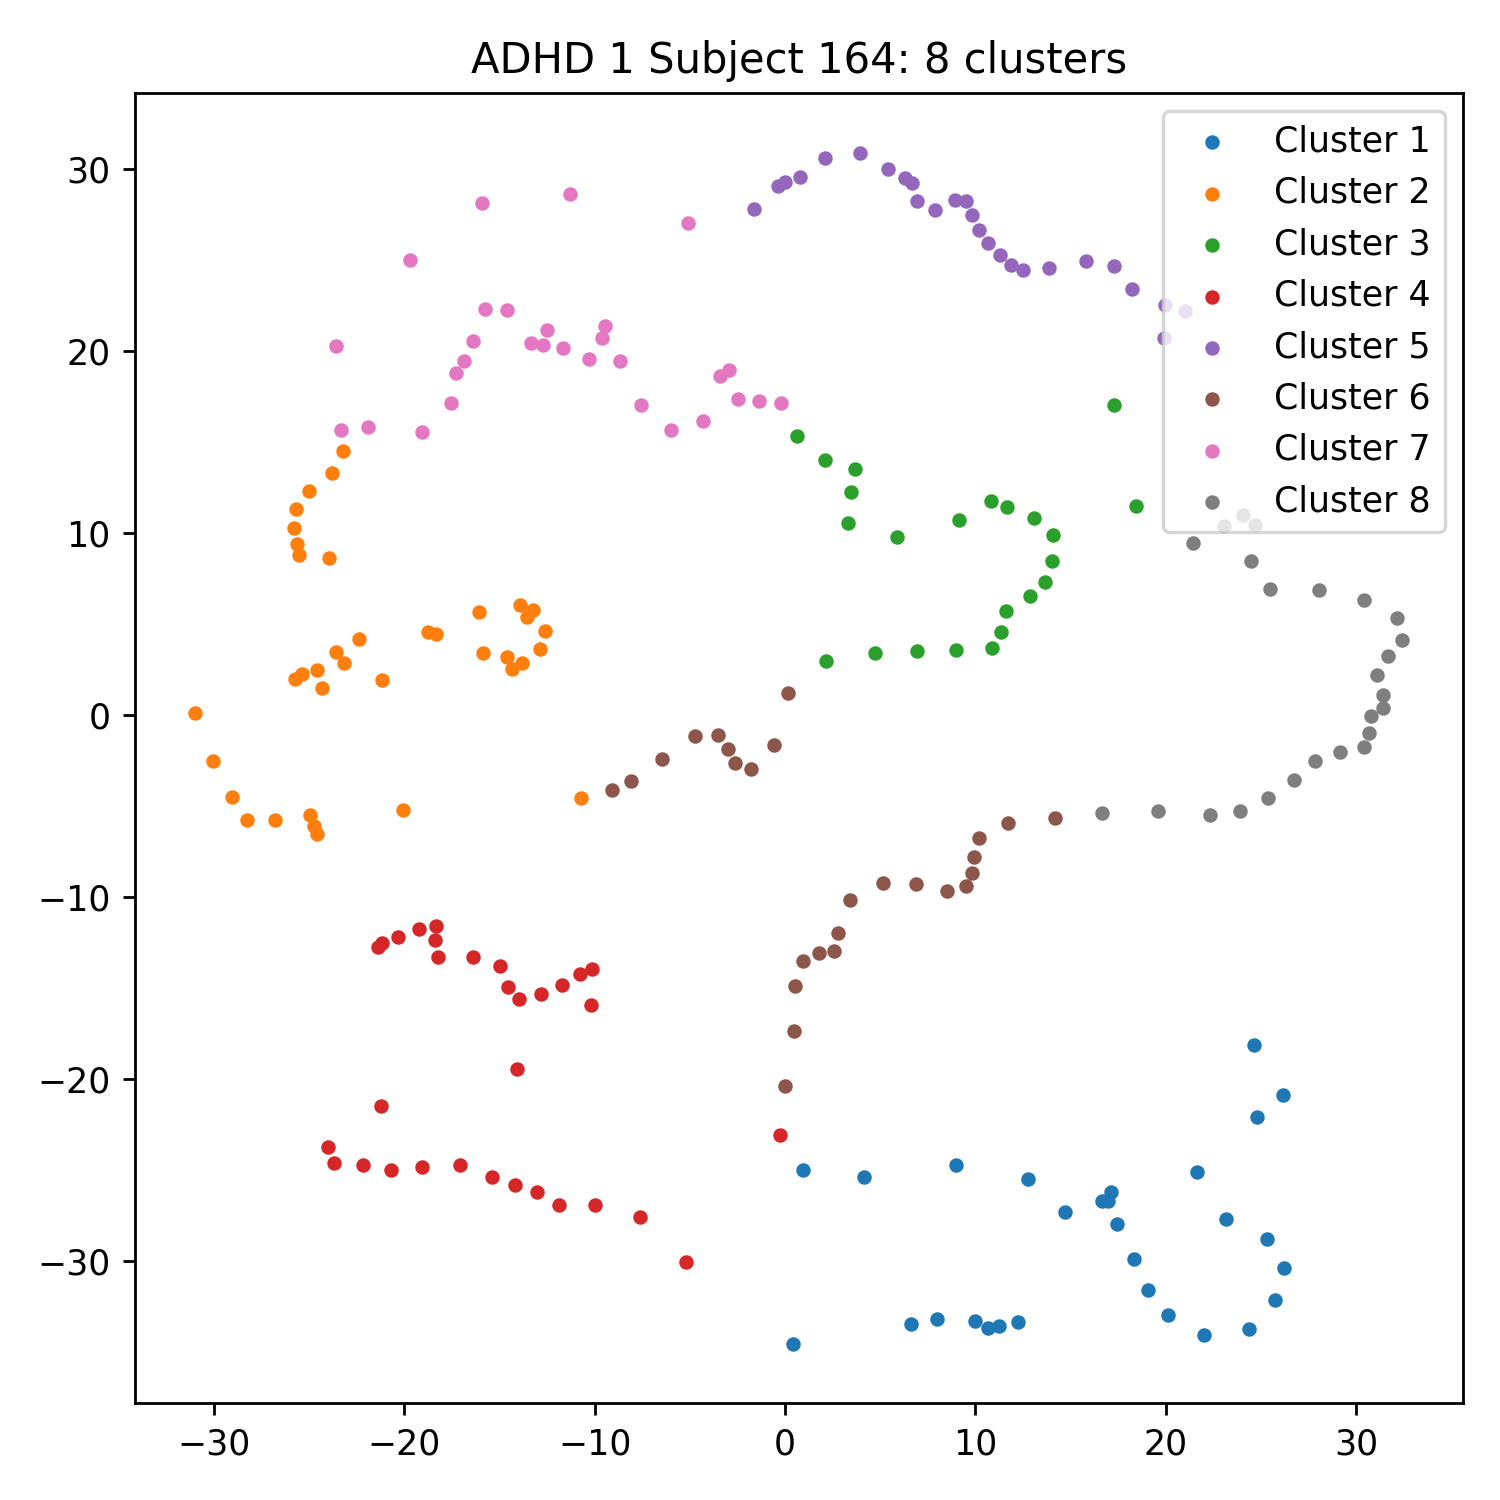 ADHD 1 Subject 164: 8 clusters
Cluster 1
Cluster 2
Cluster 3
Cluster 4
Cluster 5
Cluster 6
Cluster 7
Cluster 8
30
20
10
0
−10
−20
−30
−30 −20 −10 0 10 20 30